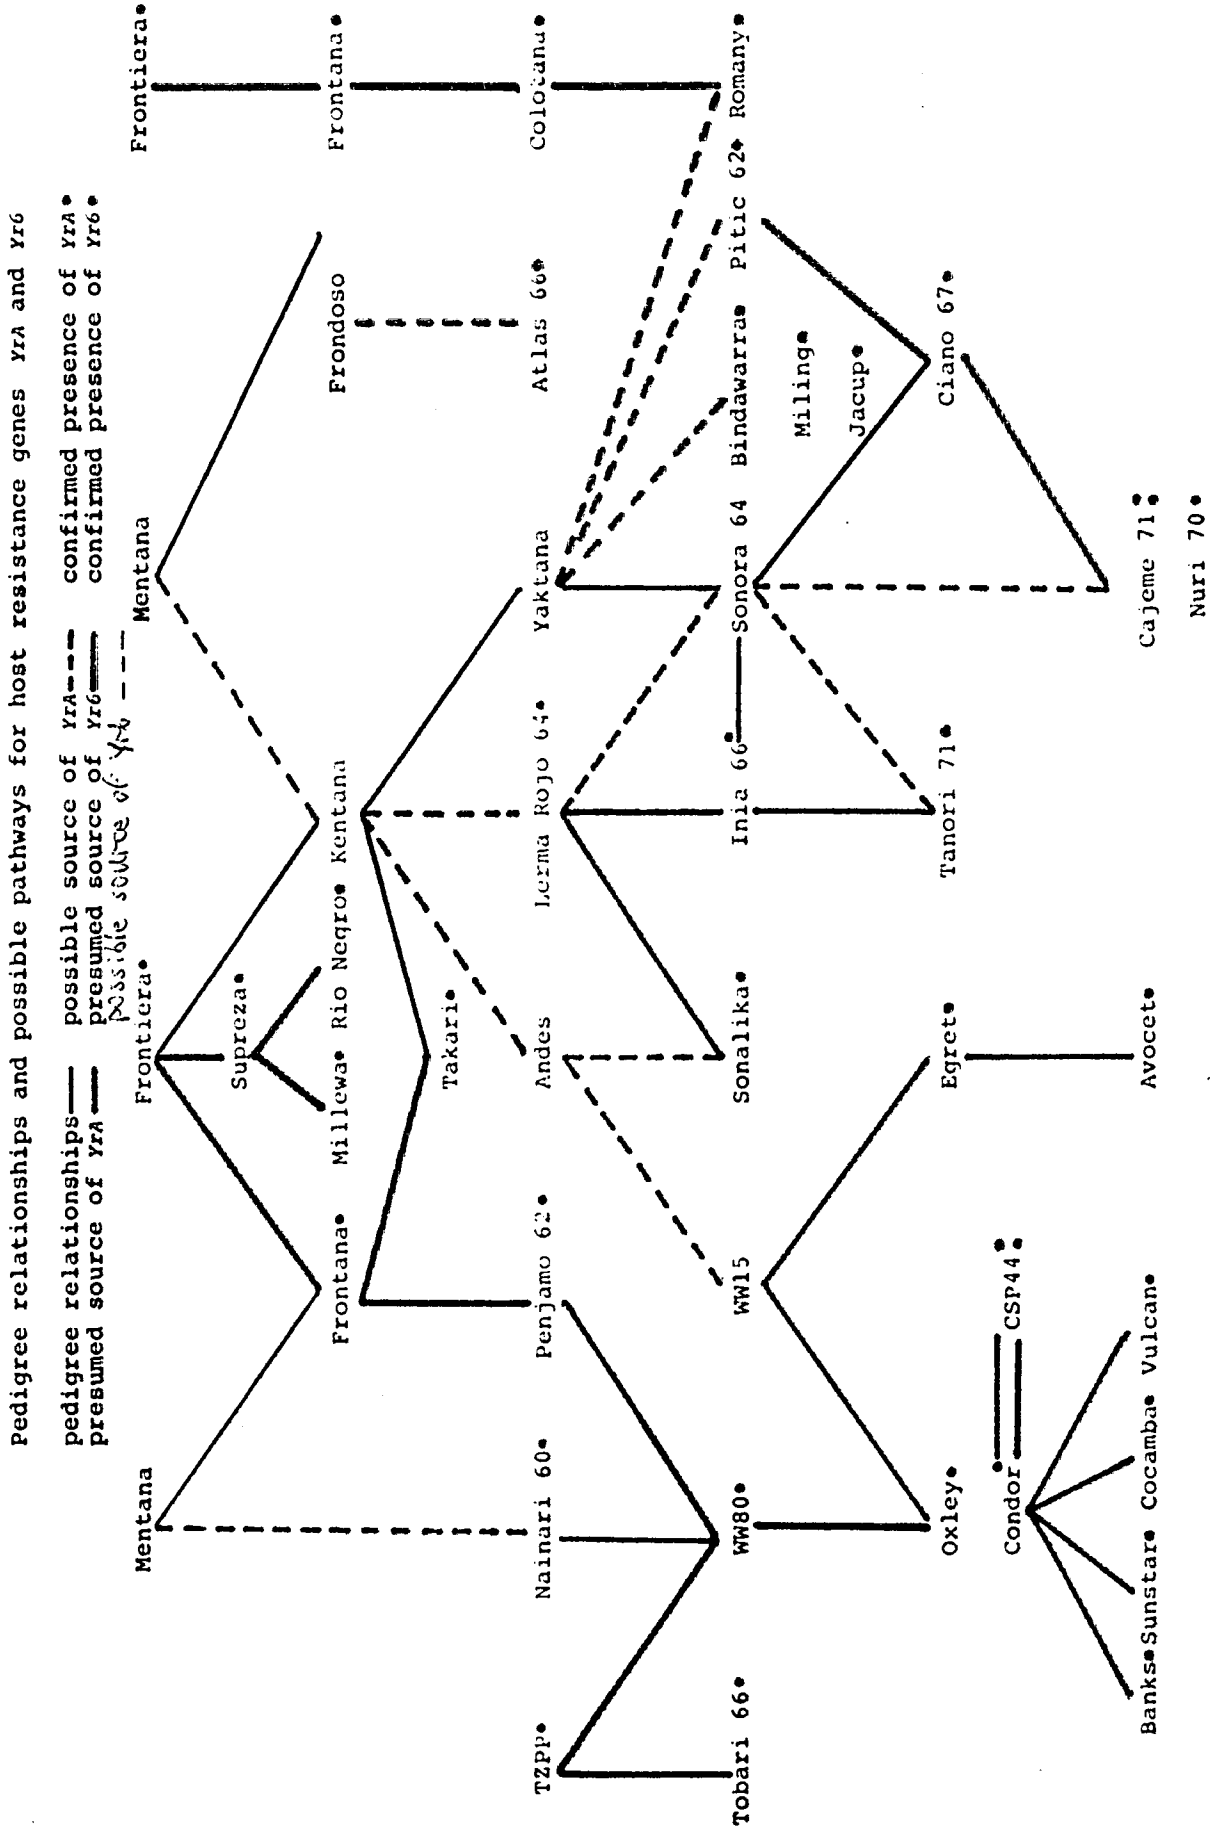 Pedigree relationships and possible pathways for host resistance genes YrA and Yr6
pedigree relationships possible source of YrA confirmed presence of YrA•
presumed source of YrA presumed source of Yr6 confirmed presence of Yr6•
possible source of Yr6
Mentana Frontiera• Mentana Frontiera•
Supreza•
Frontana• Millewa• Rio Negro• Kentana Frondoso Frontana•
Takari•
TZPP• Nainari 60• Penjamo 62• Andes Lerma Rojo 64• Yaktana Atlas 66• Colotana•
Tobari 66• WW80• WW15 Sonalika• Inia 66• Sonora 64 Bindawarra• Pitic 62• Romany•
Miling•
Jacup•
Oxley• Egret• Tanori 71• Ciano 67•
Condor• CSP44:
Banks• Sunstar• Cocamba• Vulcan• Avocet• Cajeme 71:
Nuri 70•